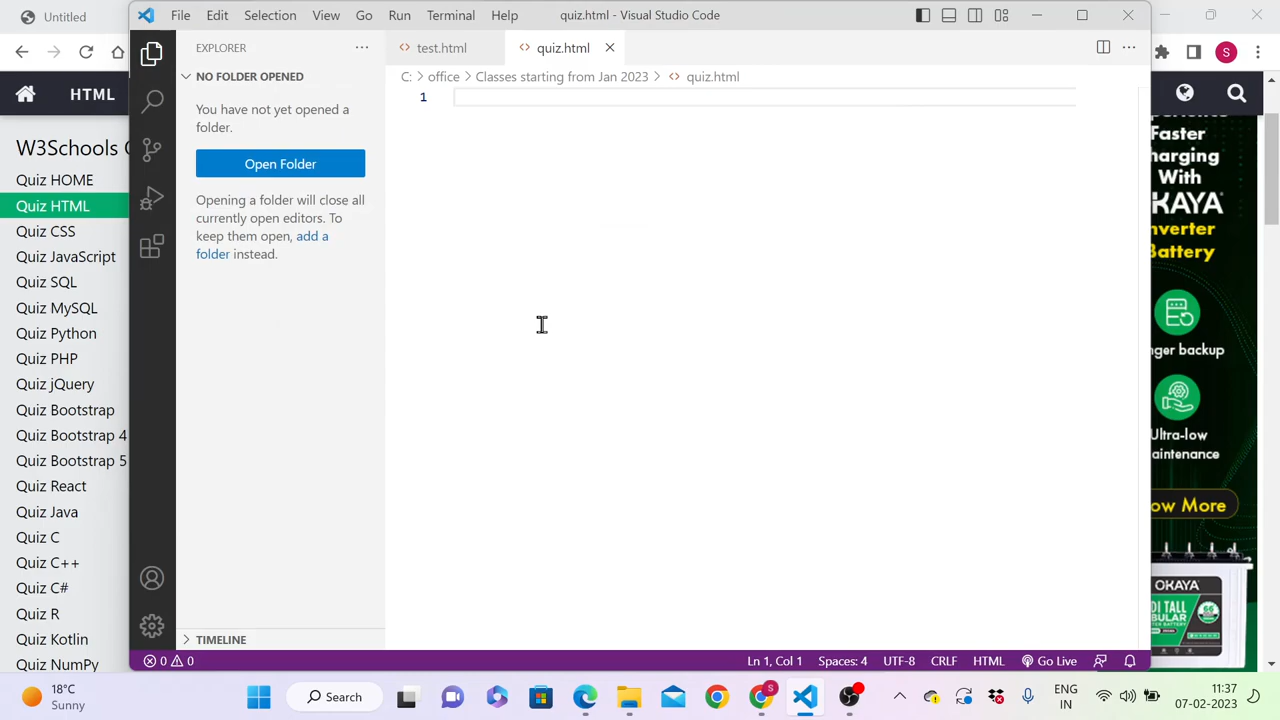 Untitled
File Edit Selection View Go Run Terminal Help quiz.html - Visual Studio Code
S
HTML
EXPLORER
test.html
quiz.html
NO FOLDER OPENED
C: > office > Classes starting from Jan 2023 > quiz.html
1
You have not yet opened a
folder.
Open Folder
Opening a folder will close all
currently open editors. To
keep them open, add a
folder instead.
TIMELINE
W3Schools
Quiz HOME
Quiz HTML
Quiz CSS
Quiz JavaScript
Quiz SQL
Quiz MySQL
Quiz Python
Quiz PHP
Quiz jQuery
Quiz Bootstrap
Quiz Bootstrap 4
Quiz Bootstrap 5
Quiz React
Quiz Java
Quiz C
Quiz C++
Quiz C#
Quiz R
Quiz Kotlin
Quiz NumPy
Faster
harging
With
OKAYA
nverter
Battery
nger backup
Ultra-low
aintenance
ow More
OKAYA
0 0
Ln 1, Col 1 Spaces: 4 UTF-8 CRLF HTML Go Live
18°C
Sunny
Search
S
ENG
IN
11:37
07-02-2023